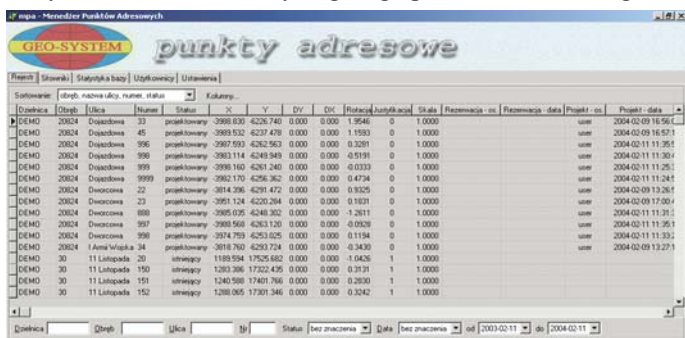 mpa - Menedżer Punktów Adresowych
GEO-SYSTEM punkty adresowe
Rejestr Słowniki Statystyka bazy Użytkownicy Ustawienia
Sortowanie: obręb, nazwa ulicy, numer, status Kolumny...
Dzielnica Obręb Ulica Numer Status X Y DY DX Rotacja Justyfikacja Skala Rezerwacja - os. Rezerwacja - data Projekt - os. Projekt - data
DEMO 20824 Dojazdowa 33 projektowany -3988.830 -6226.740 0.000 0.000 1.9546 0 1.0000 user 2004-02-09 16:56:
DEMO 20824 Dojazdowa 45 projektowany -3989.532 -6237.478 0.000 0.000 1.1593 0 1.0000 user 2004-02-09 16:57:1
DEMO 20824 Dojazdowa 996 projektowany -3987.593 -6262.563 0.000 0.000 0.3281 0 1.0000 user 2004-02-11 11:35:5
DEMO 20824 Dojazdowa 998 projektowany -3983.114 -6249.949 0.000 0.000 -0.5191 0 1.0000 user 2004-02-11 11:30:4
DEMO 20824 Dojazdowa 999 projektowany -3998.160 -6261.240 0.000 0.000 -0.0333 0 1.0000 user 2004-02-11 11:25:
DEMO 20824 Dojazdowa 9999 projektowany -3982.170 -6256.362 0.000 0.000 0.4734 0 1.0000 user 2004-02-11 11:24:5
DEMO 20824 Dworcowa 22 projektowany -3814.396 -6291.472 0.000 0.000 0.9325 0 1.0000 user 2004-02-09 13:26:5
DEMO 20824 Dworcowa 23 projektowany -3951.124 -6220.284 0.000 0.000 0.1831 0 1.0000 user 2004-02-09 17:00:4
DEMO 20824 Dworcowa 888 projektowany -3985.035 -6248.302 0.000 0.000 -1.2611 0 1.0000 user 2004-02-11 11:31:
DEMO 20824 Dworcowa 997 projektowany -3998.568 -6263.120 0.000 0.000 -0.0928 0 1.0000 user 2004-02-11 11:35:1
DEMO 20824 Dworcowa 998 projektowany -3974.759 -6253.025 0.000 0.000 0.1194 0 1.0000 user 2004-02-11 11:33:
DEMO 20824 I Armii Wojska 34 projektowany -3818.760 -6293.724 0.000 0.000 -0.3430 0 1.0000 user 2004-02-09 13:27:1
DEMO 30 11 Listopada 20 istniejący 1189.594 17525.682 0.000 0.000 -1.0426 1 1.0000
DEMO 30 11 Listopada 150 istniejący 1283.386 17322.435 0.000 0.000 0.3131 1 1.0000
DEMO 30 11 Listopada 151 istniejący 1240.588 17401.766 0.000 0.000 0.2830 1 1.0000
DEMO 30 11 Listopada 152 istniejący 1288.065 17301.346 0.000 0.000 0.3242 1 1.0000
Dzielnica Obręb Ulica Nr Status bez znaczenia Data bez znaczenia od 2003-02-11 do 2004-02-11